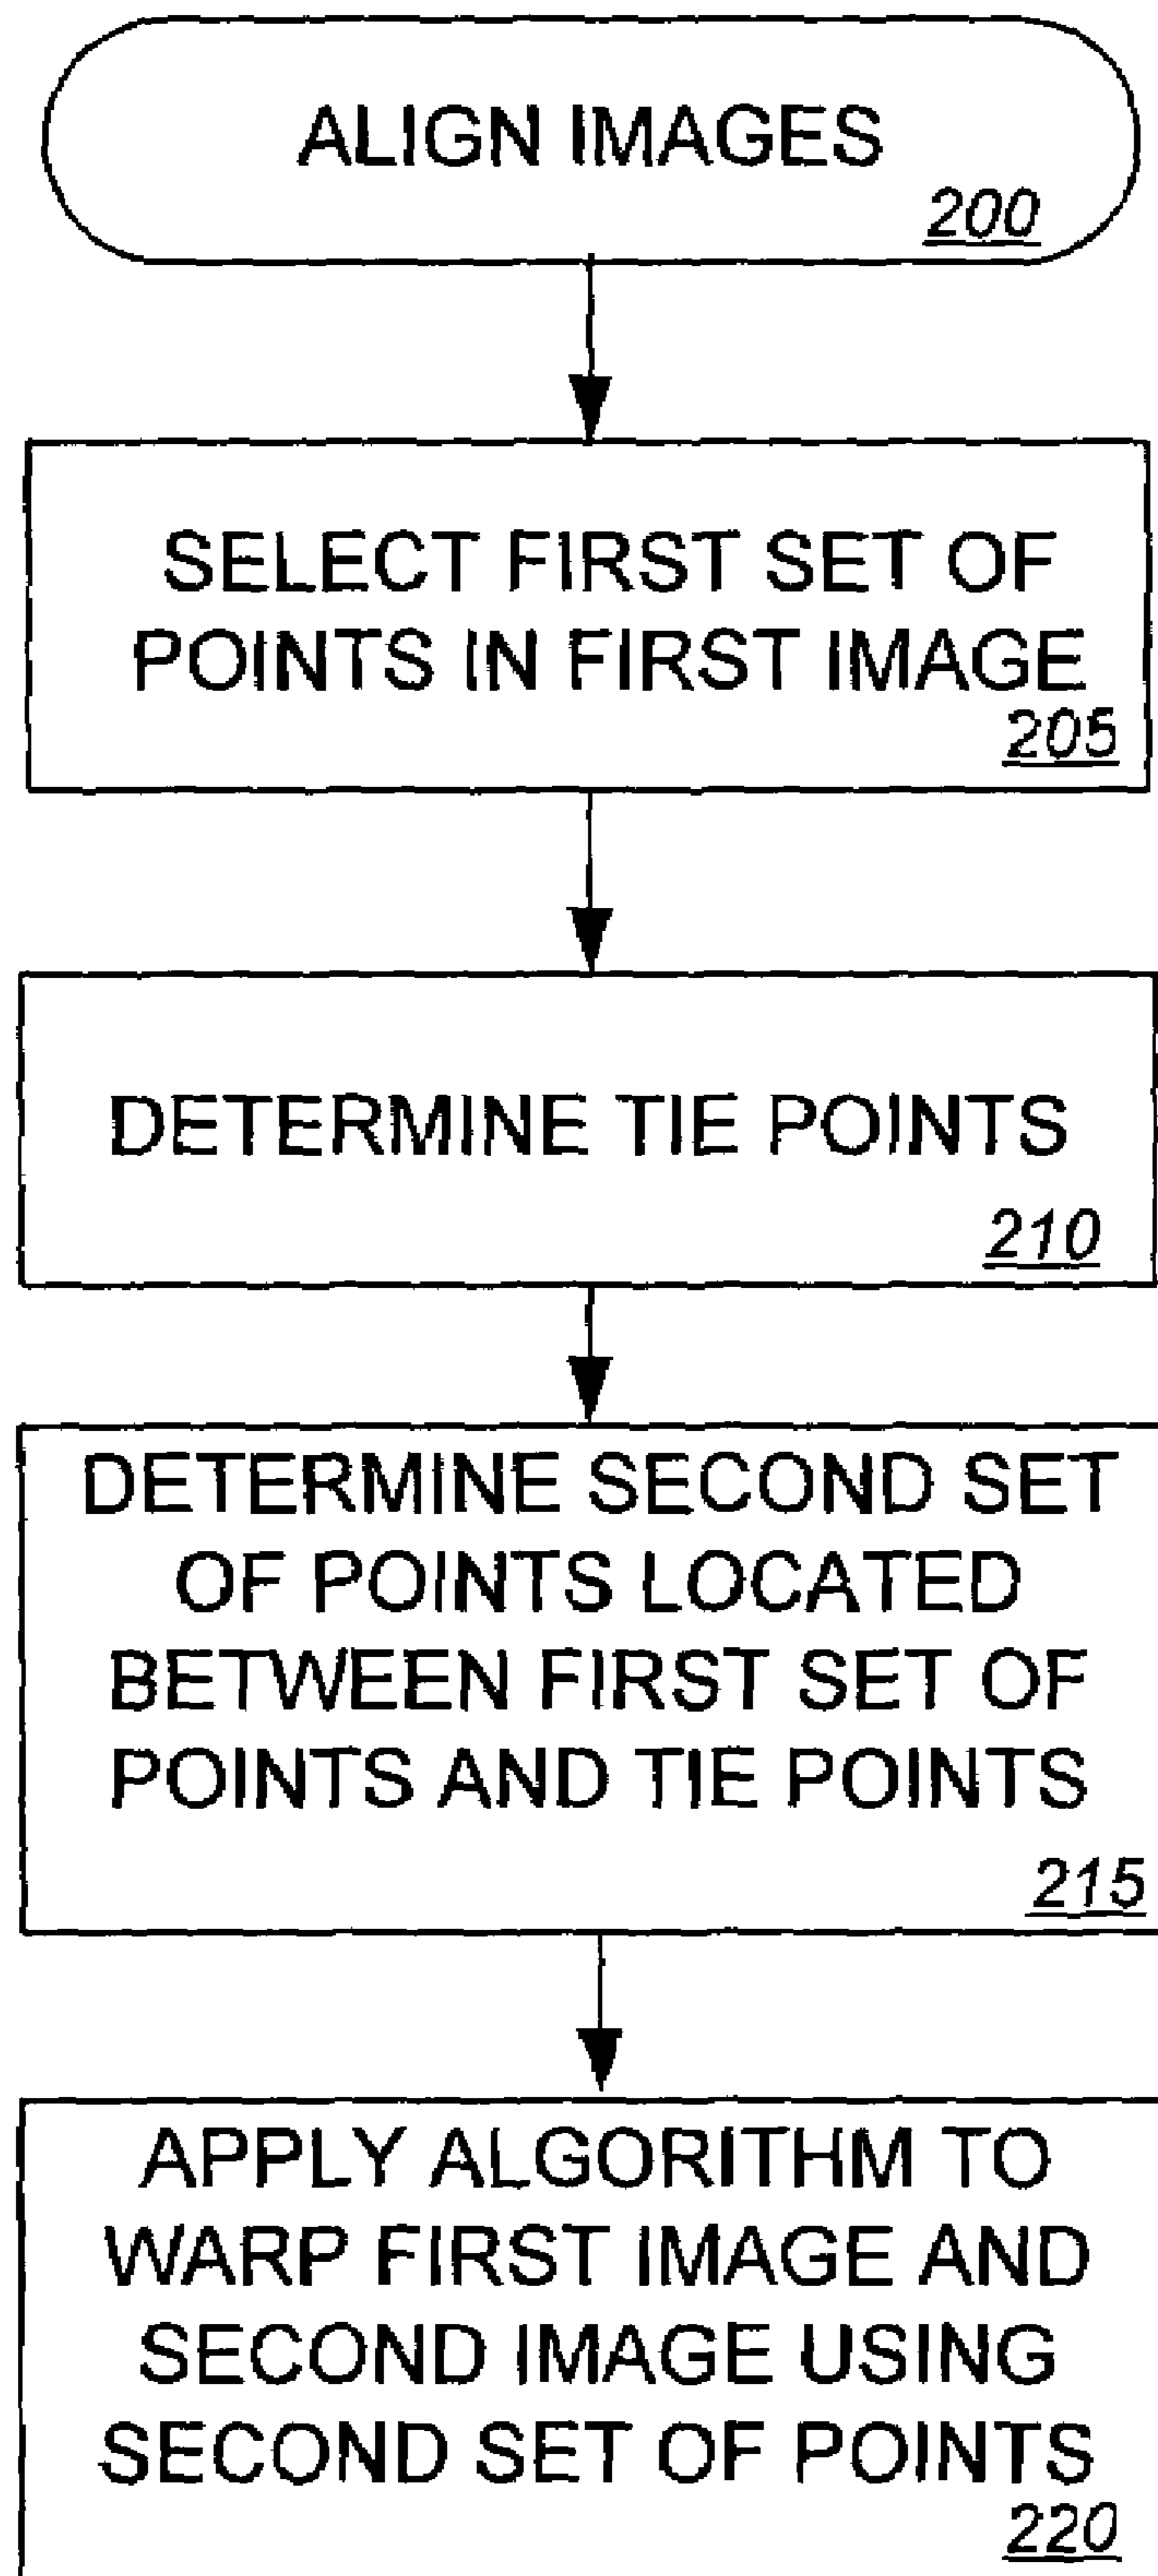 ALIGN IMAGES
200
SELECT FIRST SET OF
POINTS IN FIRST IMAGE
205
DETERMINE TIE POINTS
210
DETERMINE SECOND SET
OF POINTS LOCATED
BETWEEN FIRST SET OF
POINTS AND TIE POINTS
215
APPLY ALGORITHM TO
WARP FIRST IMAGE AND
SECOND IMAGE USING
SECOND SET OF POINTS
220